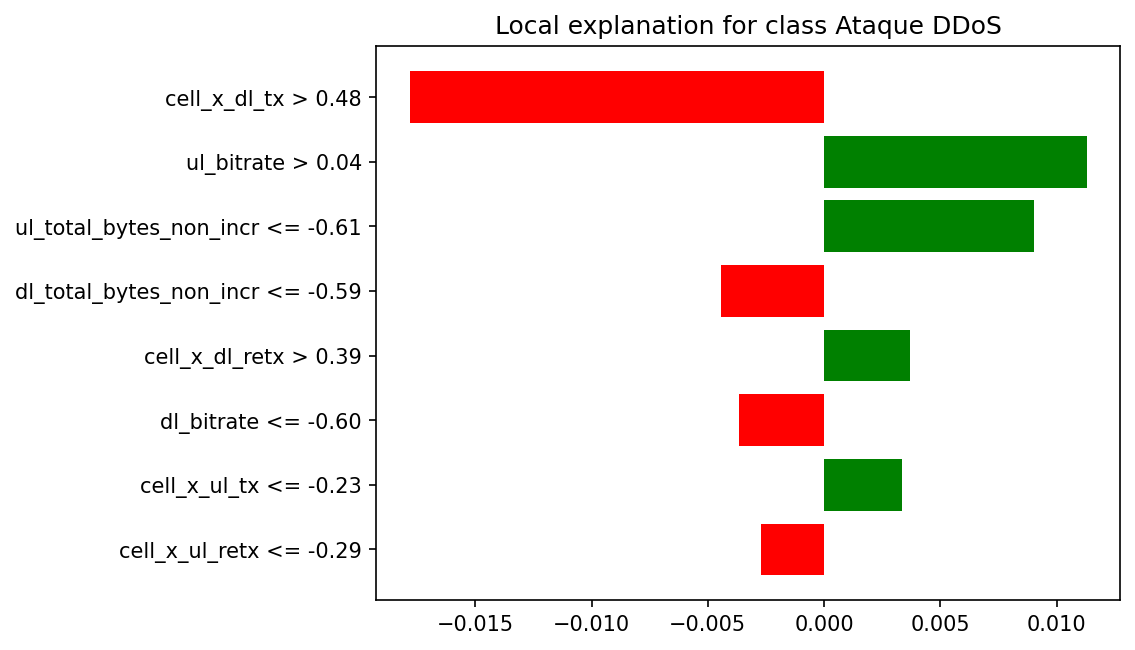 Local explanation for class Ataque DDoS
cell_x_dl_tx > 0.48
ul_bitrate > 0.04
ul_total_bytes_non_incr <= -0.61
dl_total_bytes_non_incr <= -0.59
cell_x_dl_retx > 0.39
dl_bitrate <= -0.60
cell_x_ul_tx <= -0.23
cell_x_ul_retx <= -0.29
−0.015 −0.010 −0.005 0.000 0.005 0.010